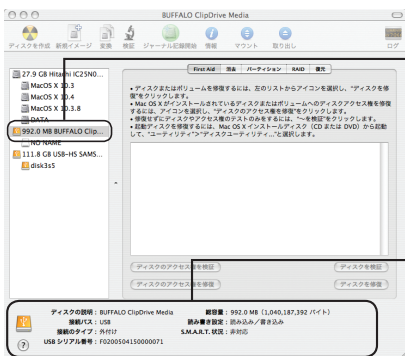 BUFFALO ClipDrive Media
ディスクを作成 新規イメージ 変換 検証 ジャーナル記録開始 情報 マウント 取り出し ログ
First Aid 消去 パーティション RAID 復元
27.9 GB Hitachi IC25N0...
MacOS X 10.3
MacOS X 10.4
MacOS X 10.3.8
DATA
992.0 MB BUFFALO Clip...
NO NAME
111.8 GB USB-HS SAMS...
disk3s5
• ディスクまたはボリュームを修復するには、左のリストからアイコンを選択し、"ディスクを修
復"をクリックします。
• Mac OS X がインストールされているディスクまたはボリュームへのディスクアクセス権を修復
するには、アイコンを選択し、"ディスクのアクセス権を修復"をクリックします。
• 修復せずにディスクやアクセス権のテストのみをするには、"〜を検証"をクリックします。
• 起動ディスクを修復するには、Mac OS X インストールディスク（CD または DVD）から起動
して、"ユーティリティ">"ディスクユーティリティ..."と選択します。
ディスクのアクセス権を検証 ディスクを検証
ディスクのアクセス権を修復 ディスクを修復
ディスクの説明：BUFFALO ClipDrive Media 総容量：992.0 MB（1,040,187,392 バイト）
接続バス：USB 読み書き設定：読み込み／書き込み
接続のタイプ：外付け S.M.A.R.T. 状況：非対応
USB シリアル番号：F02005041500000​71
?